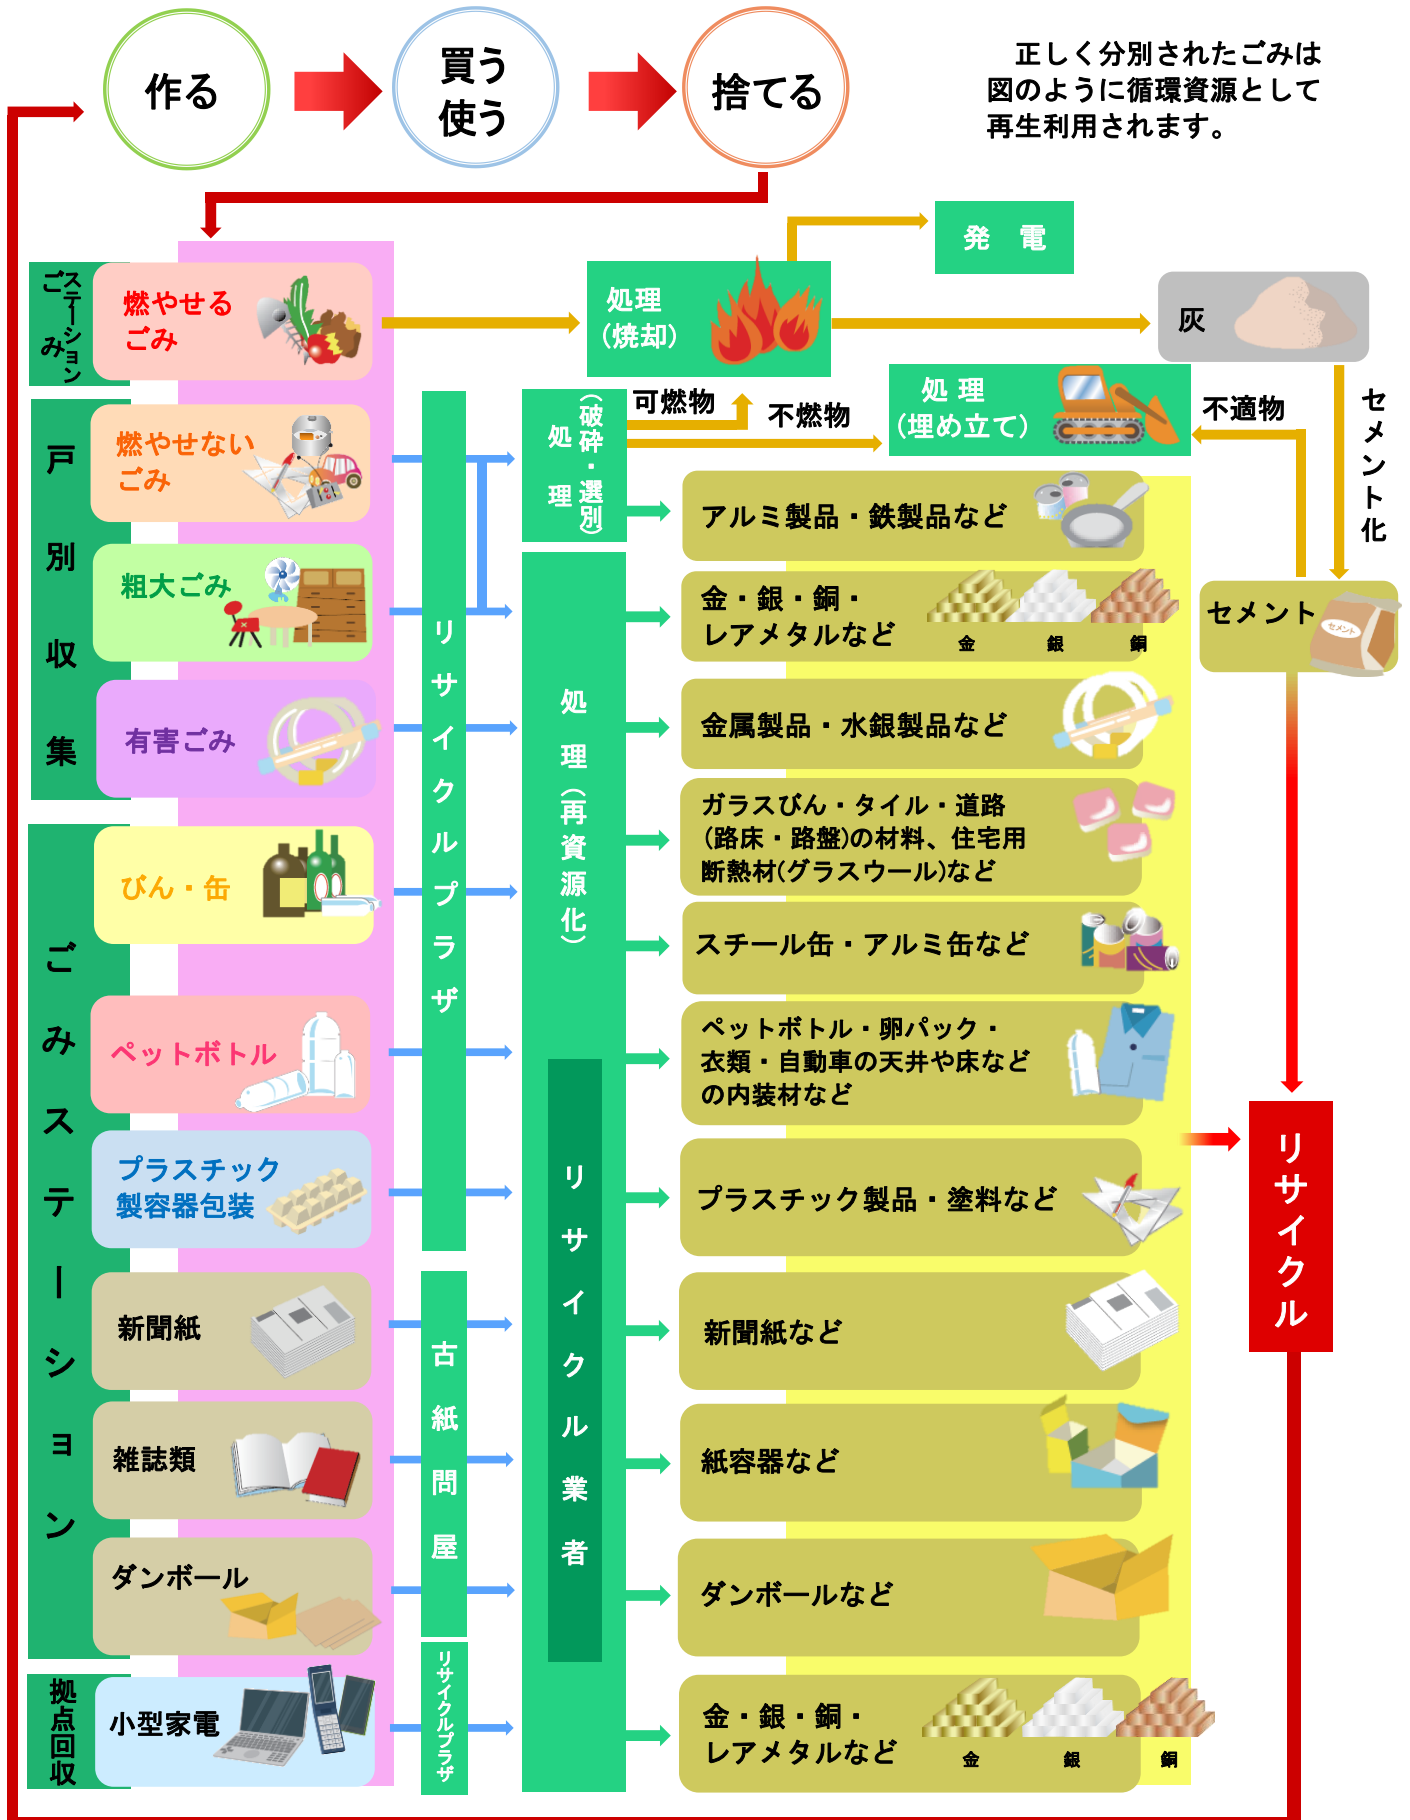 作る
買う
使う
捨てる
正しく分別されたごみは
図のように循環資源として
再生利用されます。
発 電
ステーション
ごみ
燃やせる
ごみ
処理
(焼却)
灰
可燃物
不燃物
処 理
(埋め立て)
不適物
セメント化
戸別収集
燃やせない
ごみ
処理
(破砕・選別)
アルミ製品・鉄製品など
粗大ごみ
金・銀・銅・
レアメタルなど
金
銀
銅
セメント
セメント
リサイクルプラザ
有害ごみ
処理(再資源化)
金属製品・水銀製品など
ガラスびん・タイル・道路
(路床・路盤)の材料、住宅用
断熱材(グラスウール)など
ごみステーション
びん・缶
スチール缶・アルミ缶など
ペットボトル
ペットボトル・卵パック・
衣類・自動車の天井や床など
の内装材など
プラスチック
製容器包装
リサイクル業者
プラスチック製品・塗料など
リサイクル
新聞紙
古紙問屋
新聞紙など
雑誌類
紙容器など
ダンボール
ダンボールなど
拠点回収
小型家電
リサイクルプラザ
金・銀・銅・
レアメタルなど
金
銀
銅